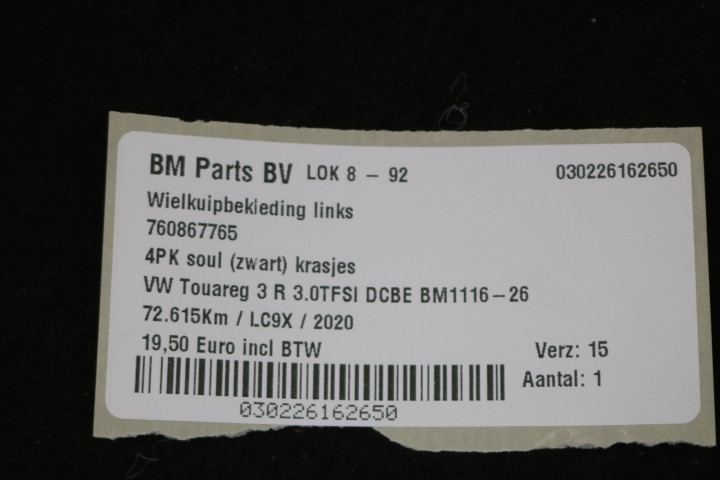 BM Parts BV LOK 8 - 92 030226162650
Wielkuipbekleding links
760867765
4PK soul (zwart) krasjes
VW Touareg 3 R 3.0TFSI DCBE BM1116-26
72.615Km / LC9X / 2020
19,50 Euro incl BTW Verz: 15
Aantal: 1
030226162650